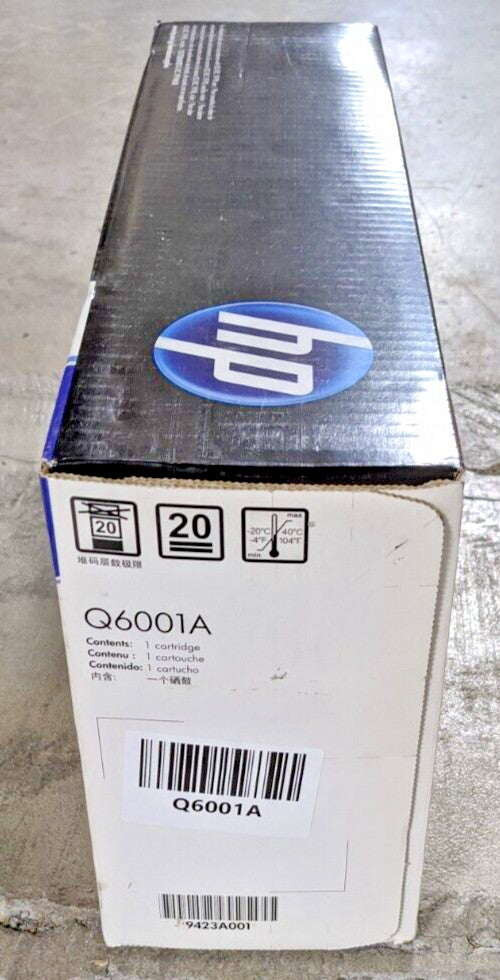 hp
20
20
max
-20°C 40°C
-4°F 104°F
min
堆码层数极限
Q6001A
Contents: 1 cartridge
Contenu : 1 cartouche
Contenido: 1 cartucho
内含: 一个硒鼓
Q6001A
9423A001